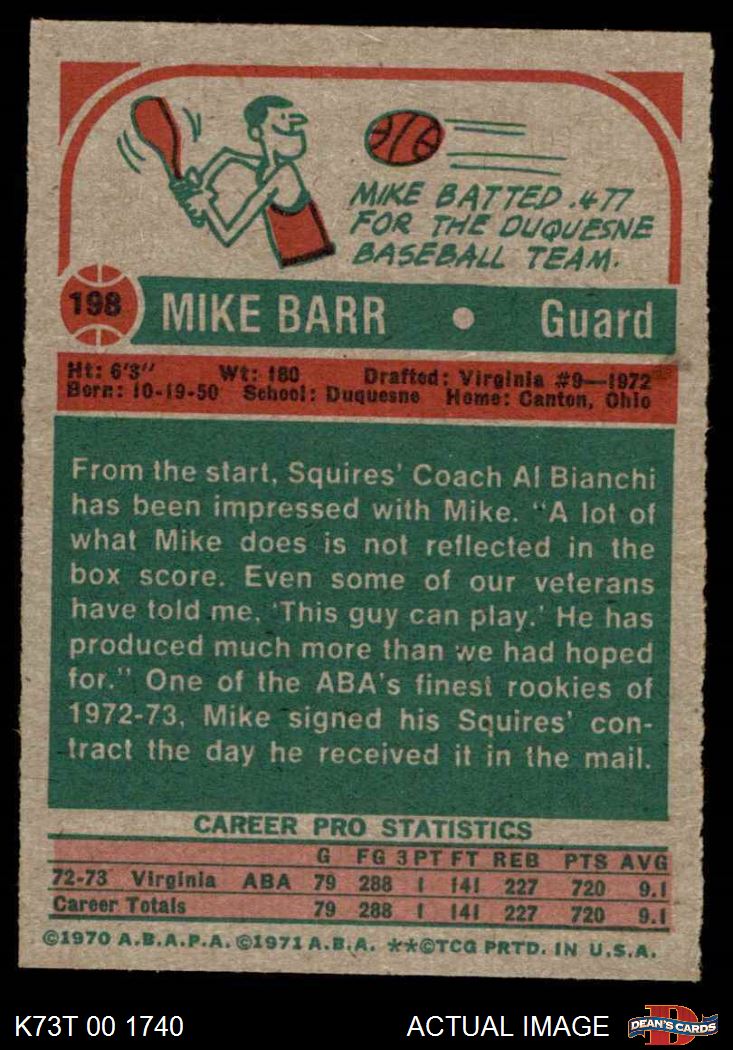 MIKE BATTED .477
FOR THE DUQUESNE
BASEBALL TEAM.
198 MIKE BARR • Guard
Ht: 6'3" Wt: 180 Drafted: Virginia #9—1972
Born: 10-19-50 School: Duquesne Home: Canton, Ohio
From the start, Squires' Coach Al Bianchi
has been impressed with Mike. "A lot of
what Mike does is not reflected in the
box score. Even some of our veterans
have told me, 'This guy can play.' He has
produced much more than we had hoped
for." One of the ABA's finest rookies of
1972-73, Mike signed his Squires' con-
tract the day he received it in the mail.
CAREER PRO STATISTICS
G FG 3PT FT REB PTS AVG
72-73 Virginia ABA 79 288 1 141 227 720 9.1
Career Totals 79 288 1 141 227 720 9.1
©1970 A.B.A.P.A. ©1971 A.B.A. **©TCG PRTD. IN U.S.A.
K73T 00 1740 ACTUAL IMAGE D DEAN'S CARDS